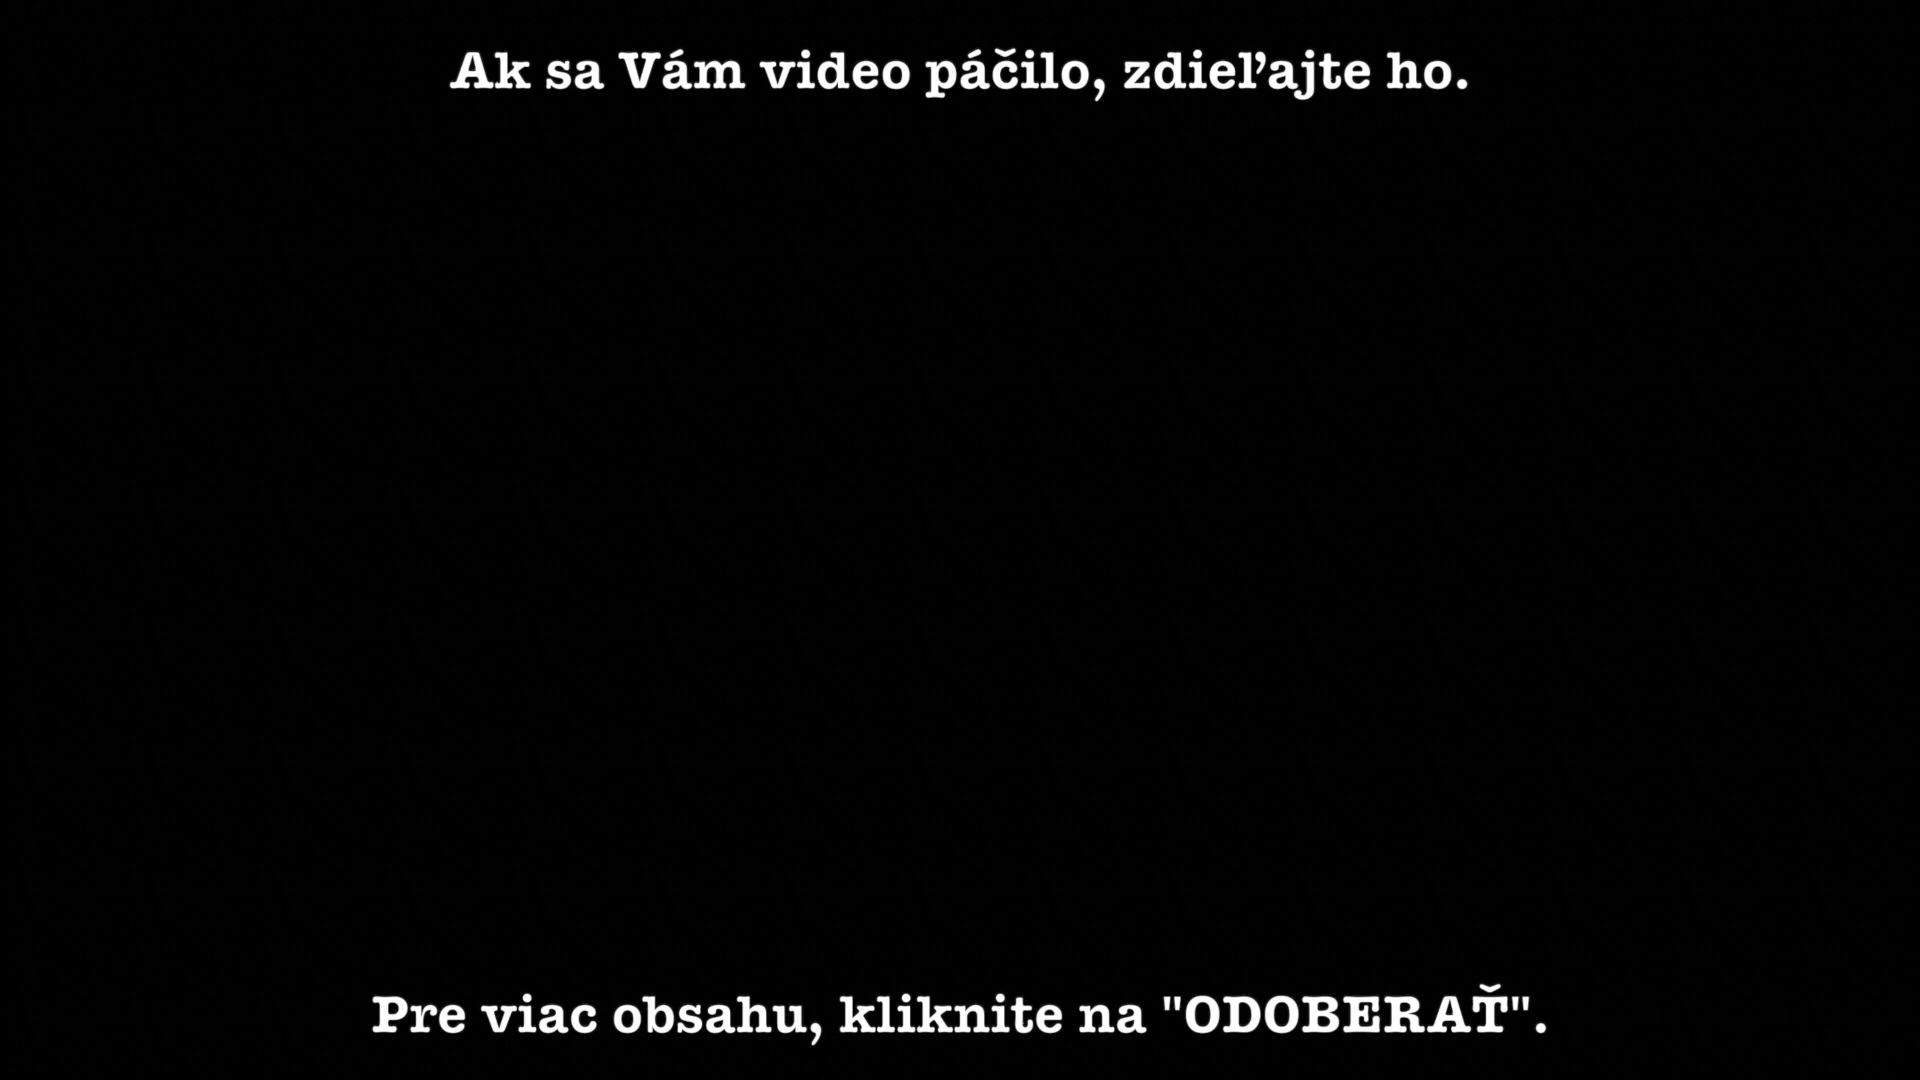 Ak sa Vám video páčilo, zdieľajte ho.
Pre viac obsahu, kliknite na "ODOBERAŤ".